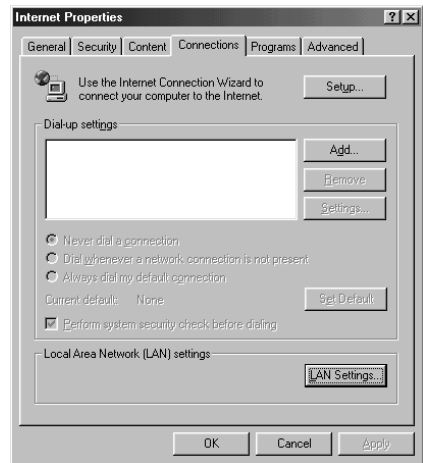 Internet Properties
General Security Content Connections Programs Advanced
Use the Internet Connection Wizard to
connect your computer to the Internet.
Setup...
Dial-up settings
Add...
Remove
Settings...
Never dial a connection
Dial whenever a network connection is not present
Always dial my default connection
Current default: None
Set Default
Perform system security check before dialing
Local Area Network (LAN) settings
LAN Settings...
OK Cancel Apply